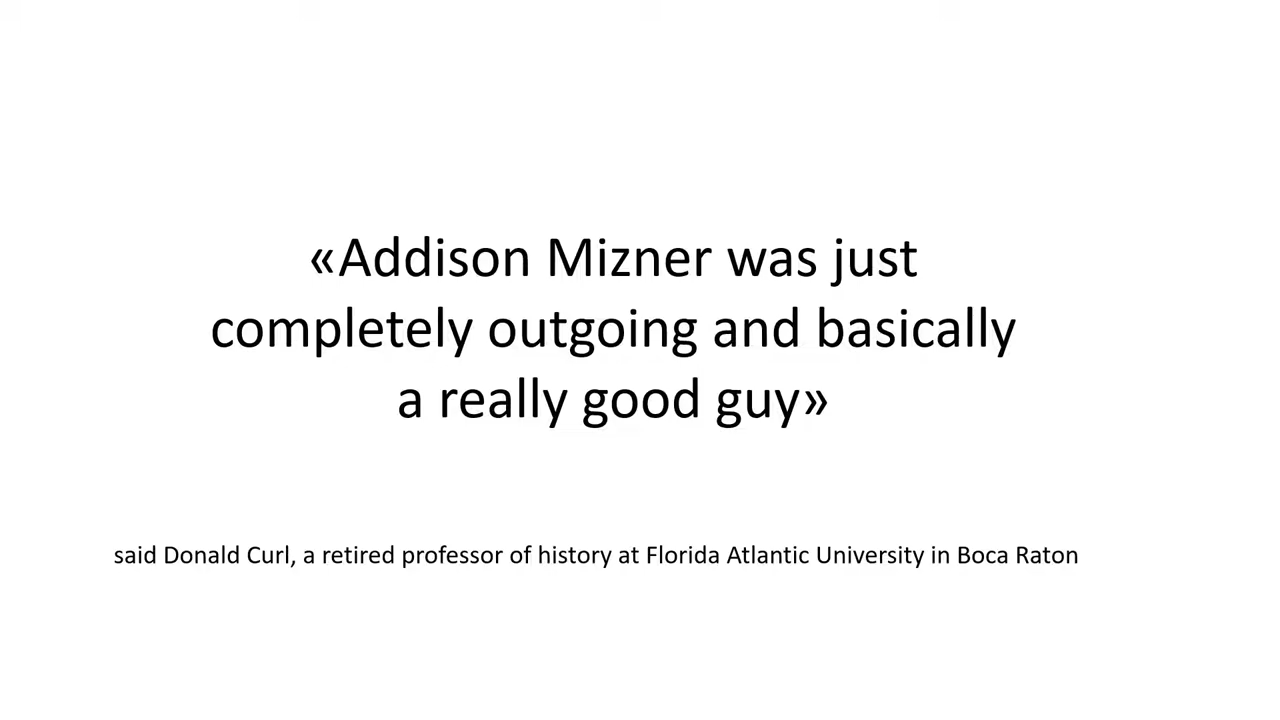 «Addison Mizner was just
completely outgoing and basically
a really good guy»
said Donald Curl, a retired professor of history at Florida Atlantic University in Boca Raton